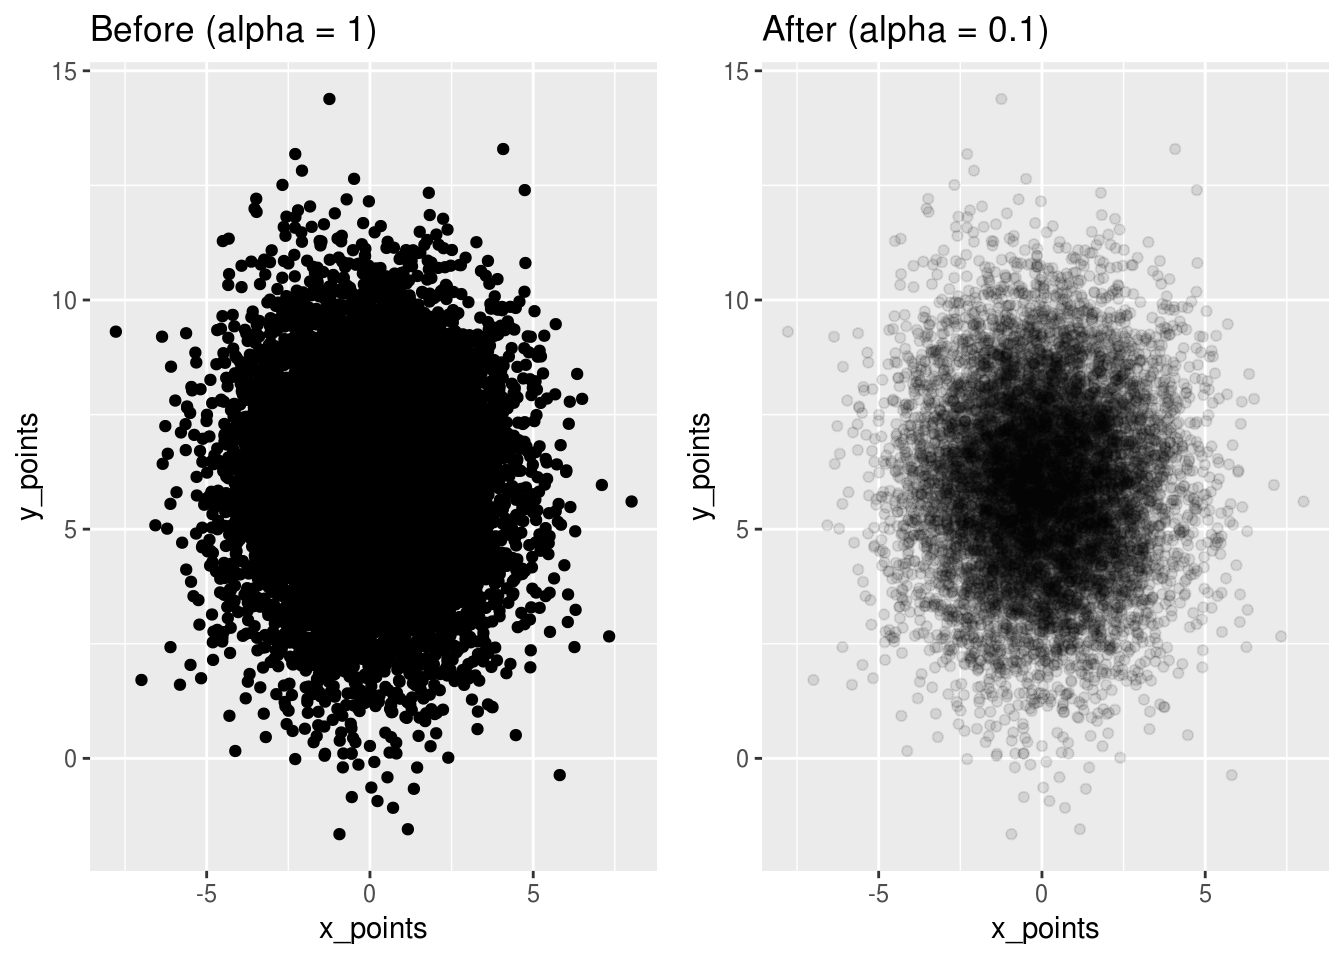 Before (alpha = 1)
15
10
5
0
y_points
-5 0 5
x_points
After (alpha = 0.1)
15
10
5
0
y_points
-5 0 5
x_points